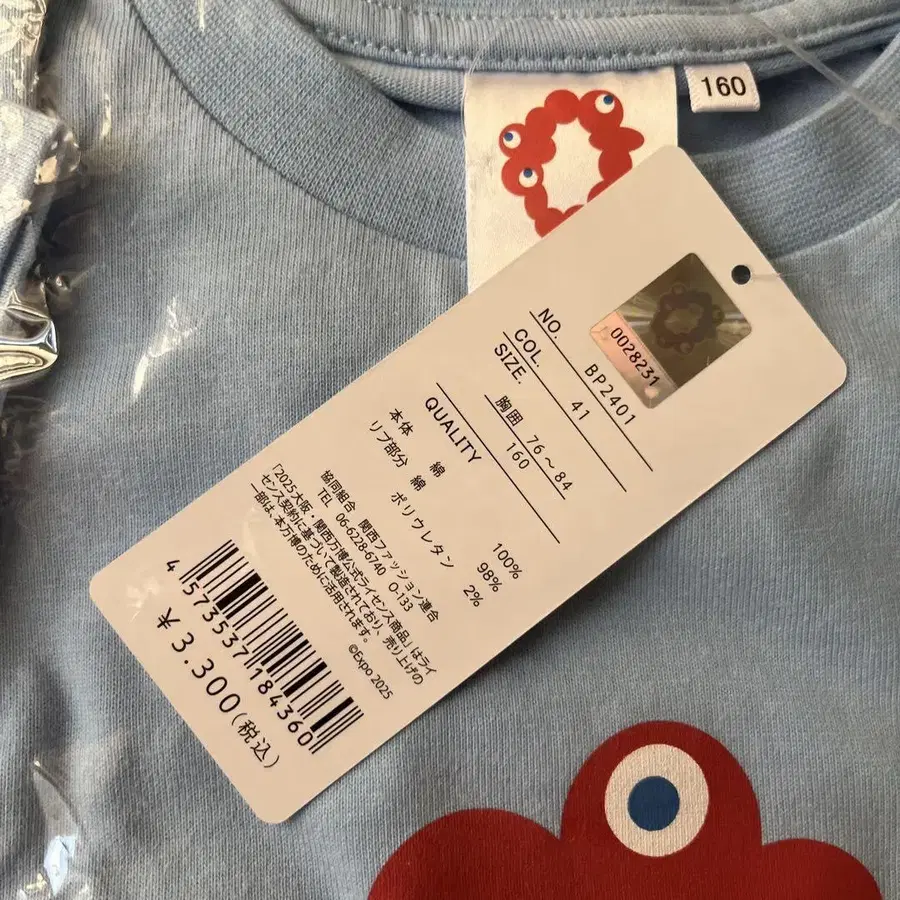 160
0028231
NO. BP2401
COL. 41
SIZE. 胸囲 76～84
160
QUALITY
本体 綿 100%
リブ部分 綿 98%
ポリウレタン 2%
協同組合 関西ファッション連合
TEL 06-6228-6740 O-133
「2025大阪・関西万博公式ライセンス商品」はライ
センス契約に基づいて製造されており、売り上げの
一部は、本万博のために活用されます。
©Expo 2025
4573537184360
¥3.300(税込)